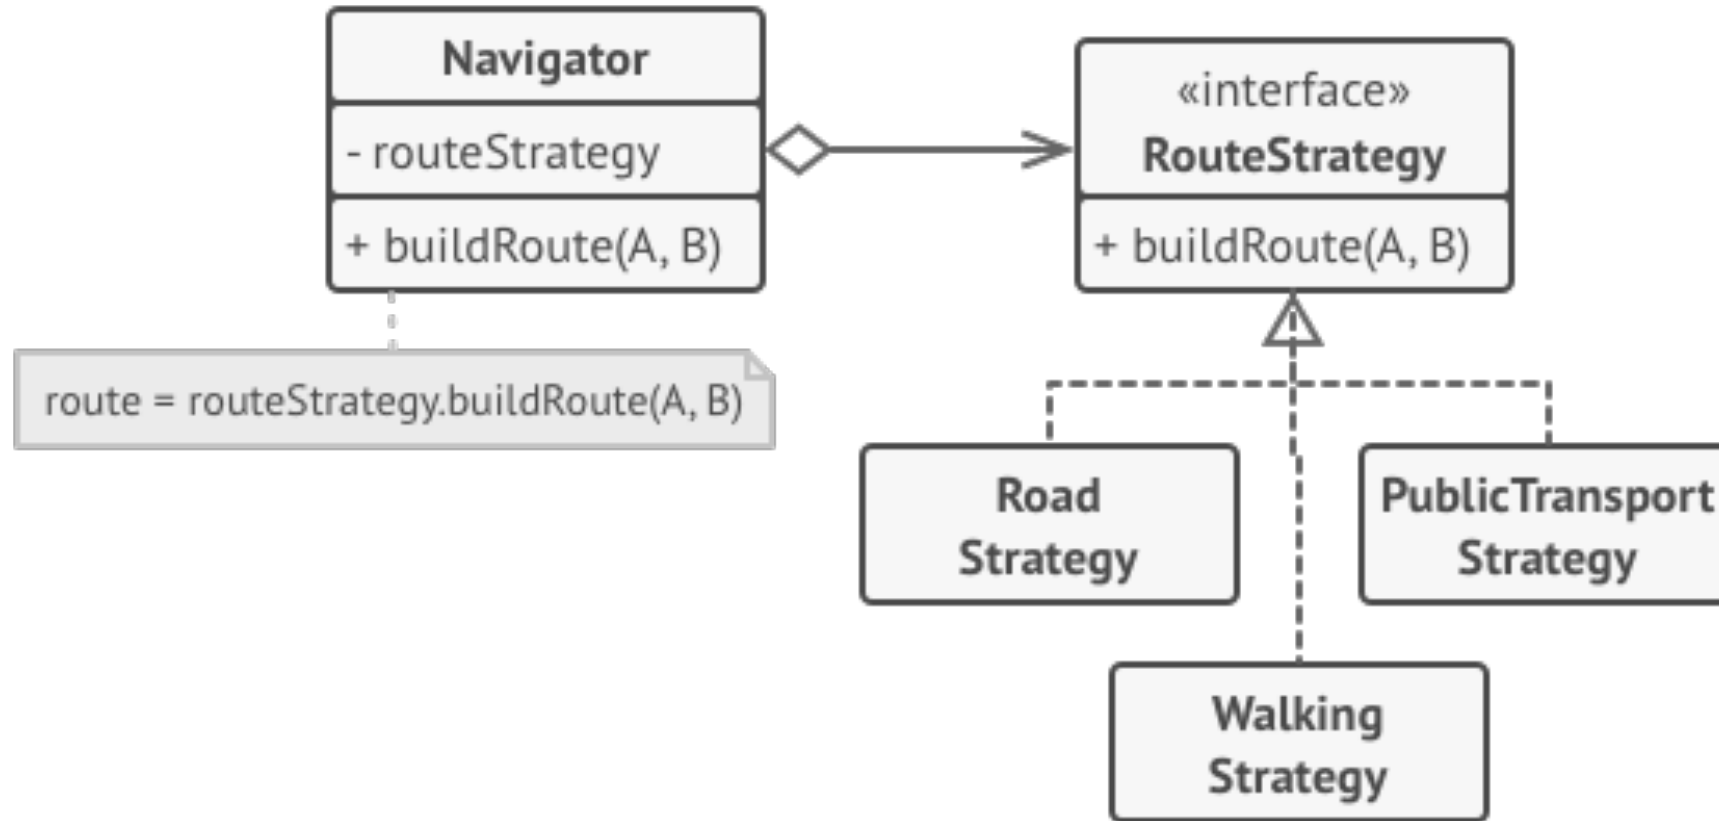 Navigator
- routeStrategy
+ buildRoute(A, B)
route = routeStrategy.buildRoute(A, B)
«interface»
RouteStrategy
+ buildRoute(A, B)
Road
Strategy
PublicTransport
Strategy
Walking
Strategy